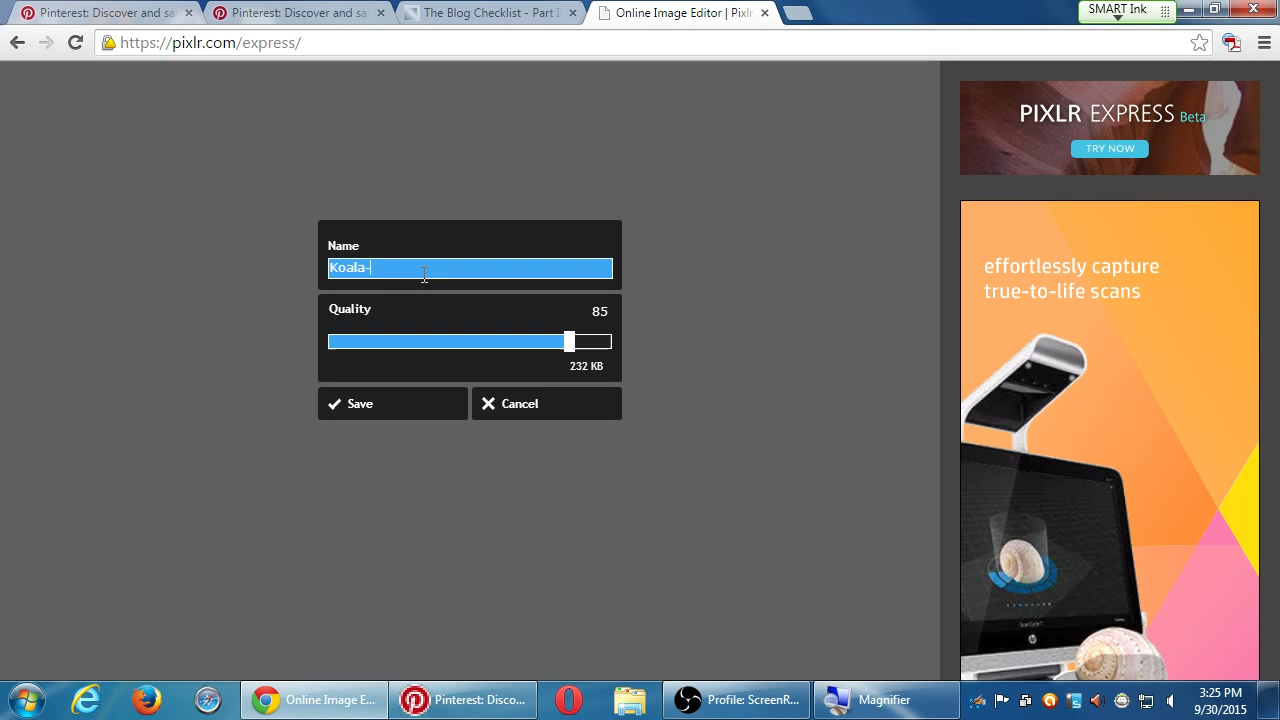 Pinterest: Discover and sa
Pinterest: Discover and sa
The Blog Checklist - Part I
Online Image Editor | Pixlr
SMART Ink
https://pixlr.com/express/
PIXLR EXPRESS Beta
TRY NOW
Name
Koala-
Quality
85
232 KB
Save
Cancel
effortlessly capture
true-to-life scans
Online Image E...
Pinterest: Disco...
Profile: ScreenR...
Magnifier
3:25 PM
9/30/2015